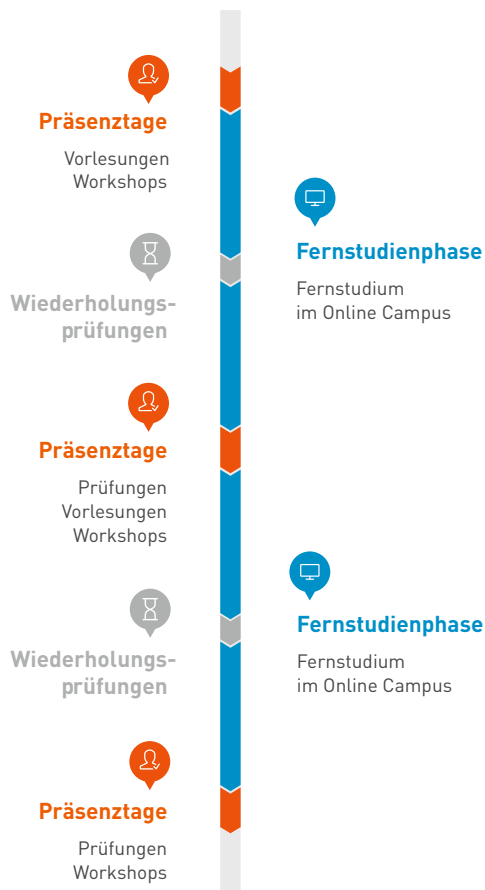 Präsenztage
Vorlesungen
Workshops
Fernstudienphase
Fernstudium
im Online Campus
Wiederholungs-
prüfungen
Präsenztage
Prüfungen
Vorlesungen
Workshops
Fernstudienphase
Fernstudium
im Online Campus
Wiederholungs-
prüfungen
Präsenztage
Prüfungen
Workshops